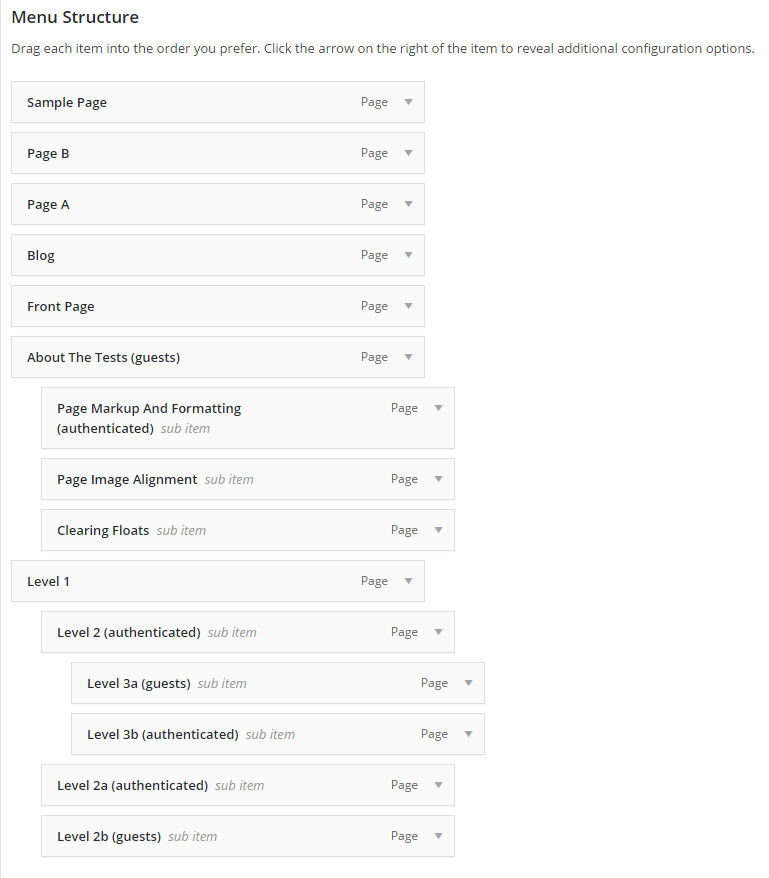 Menu Structure
Drag each item into the order you prefer. Click the arrow on the right of the item to reveal additional configuration options.
Sample Page Page
Page B Page
Page A Page
Blog Page
Front Page Page
About The Tests (guests) Page
Page Markup And Formatting Page
(authenticated) sub item
Page Image Alignment sub item Page
Clearing Floats sub item Page
Level 1 Page
Level 2 (authenticated) sub item Page
Level 3a (guests) sub item Page
Level 3b (authenticated) sub item Page
Level 2a (authenticated) sub item Page
Level 2b (guests) sub item Page